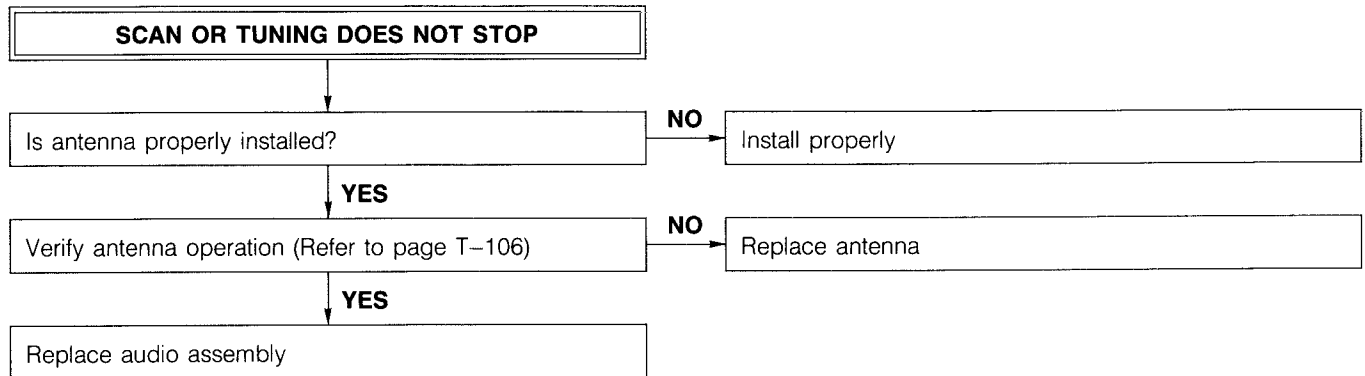 SCAN OR TUNING DOES NOT STOP
Is antenna properly installed?
NO
Install properly
YES
Verify antenna operation (Refer to page T–106)
NO
Replace antenna
YES
Replace audio assembly